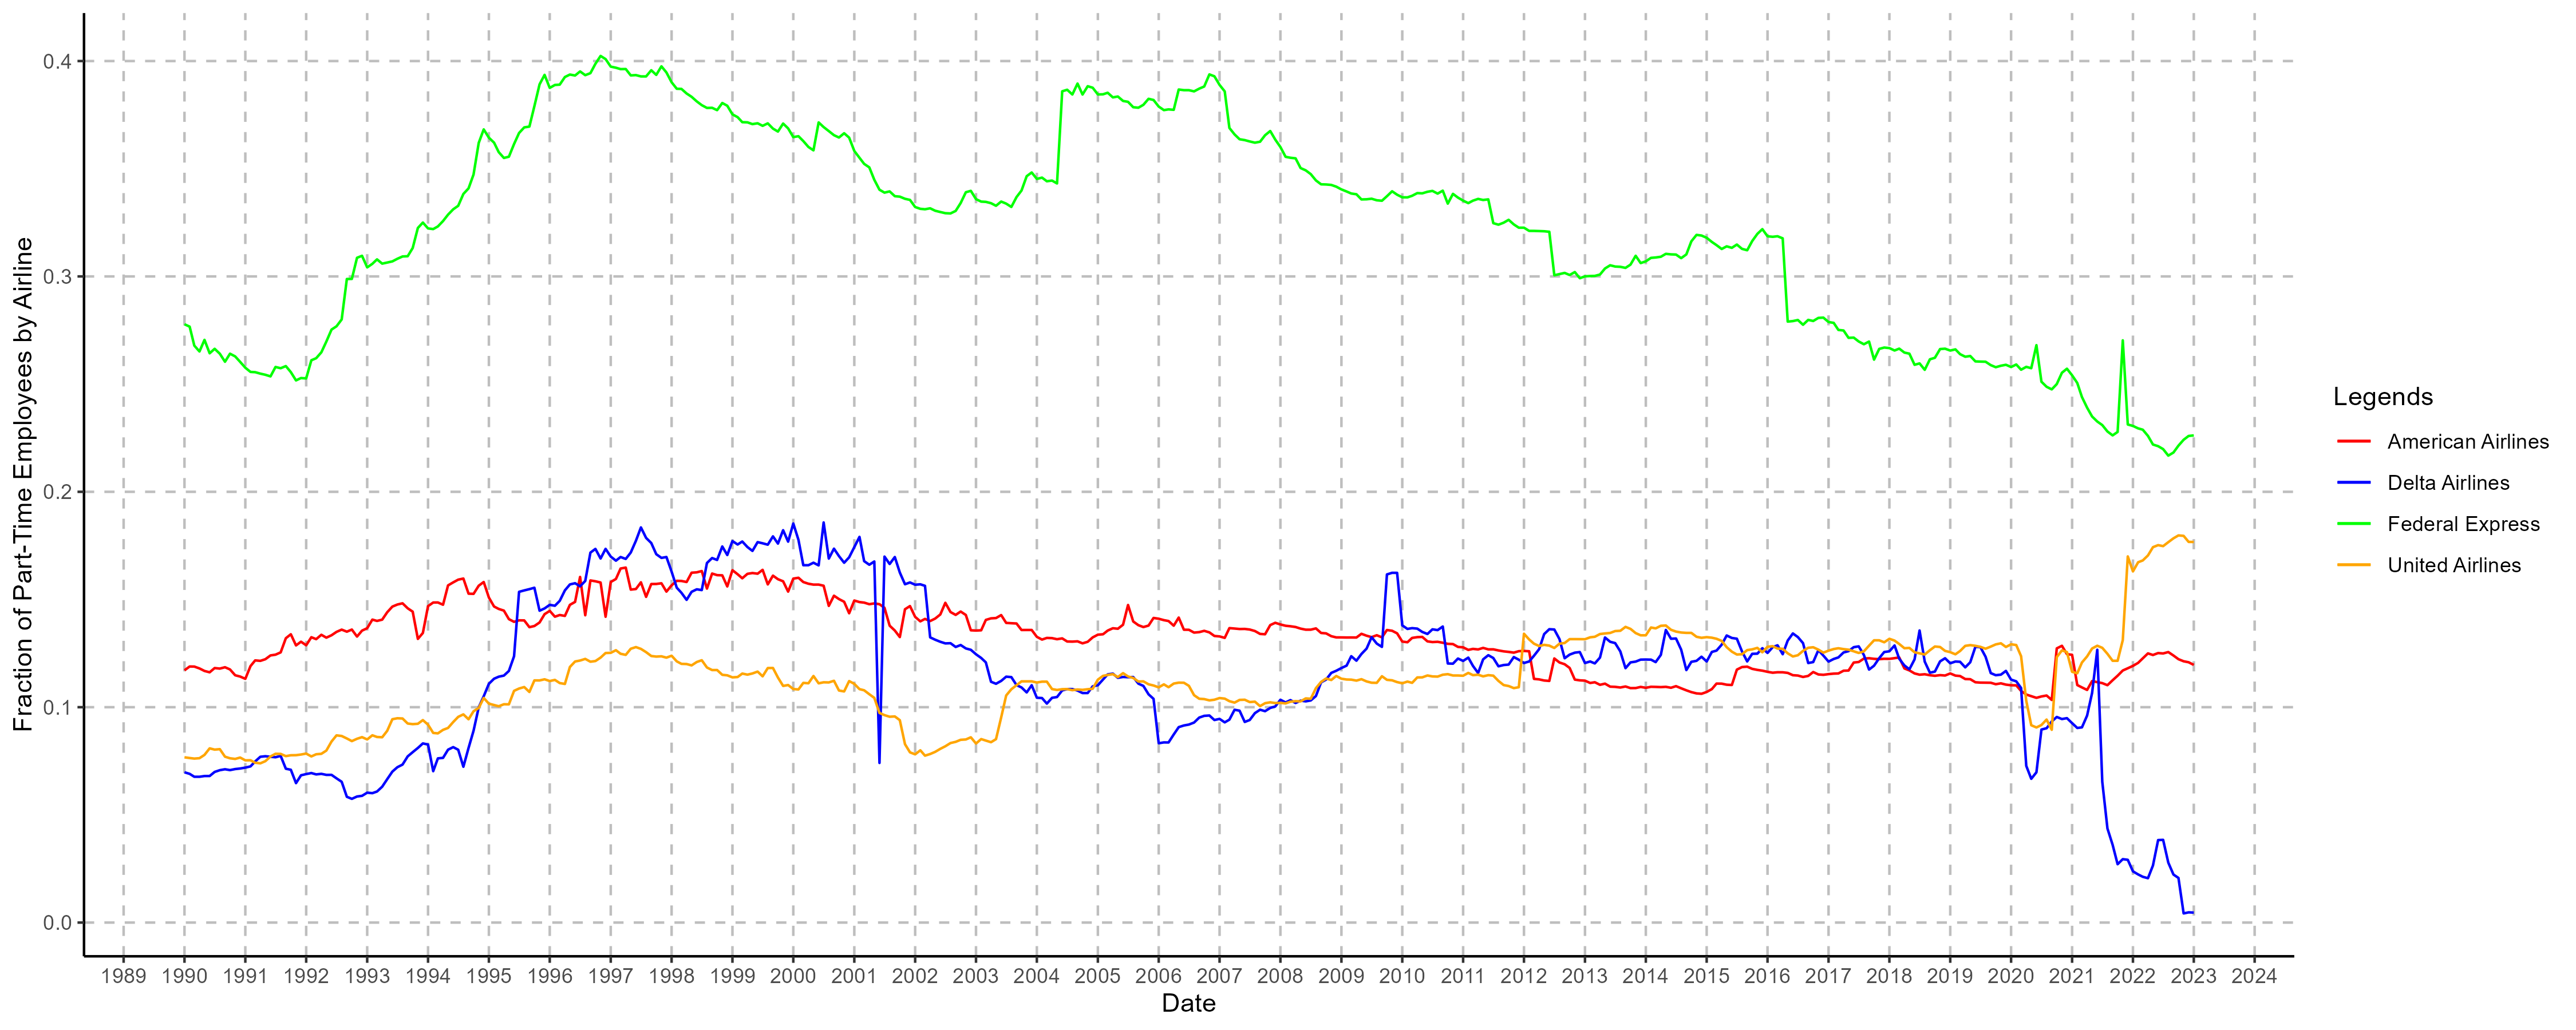 Fraction of Part-Time Employees by Airline
0.4
0.3
0.2
0.1
0.0
1989 1990 1991 1992 1993 1994 1995 1996 1997 1998 1999 2000 2001 2002 2003 2004 2005 2006 2007 2008 2009 2010 2011 2012 2013 2014 2015 2016 2017 2018 2019 2020 2021 2022 2023 2024
Date
Legends
American Airlines
Delta Airlines
Federal Express
United Airlines